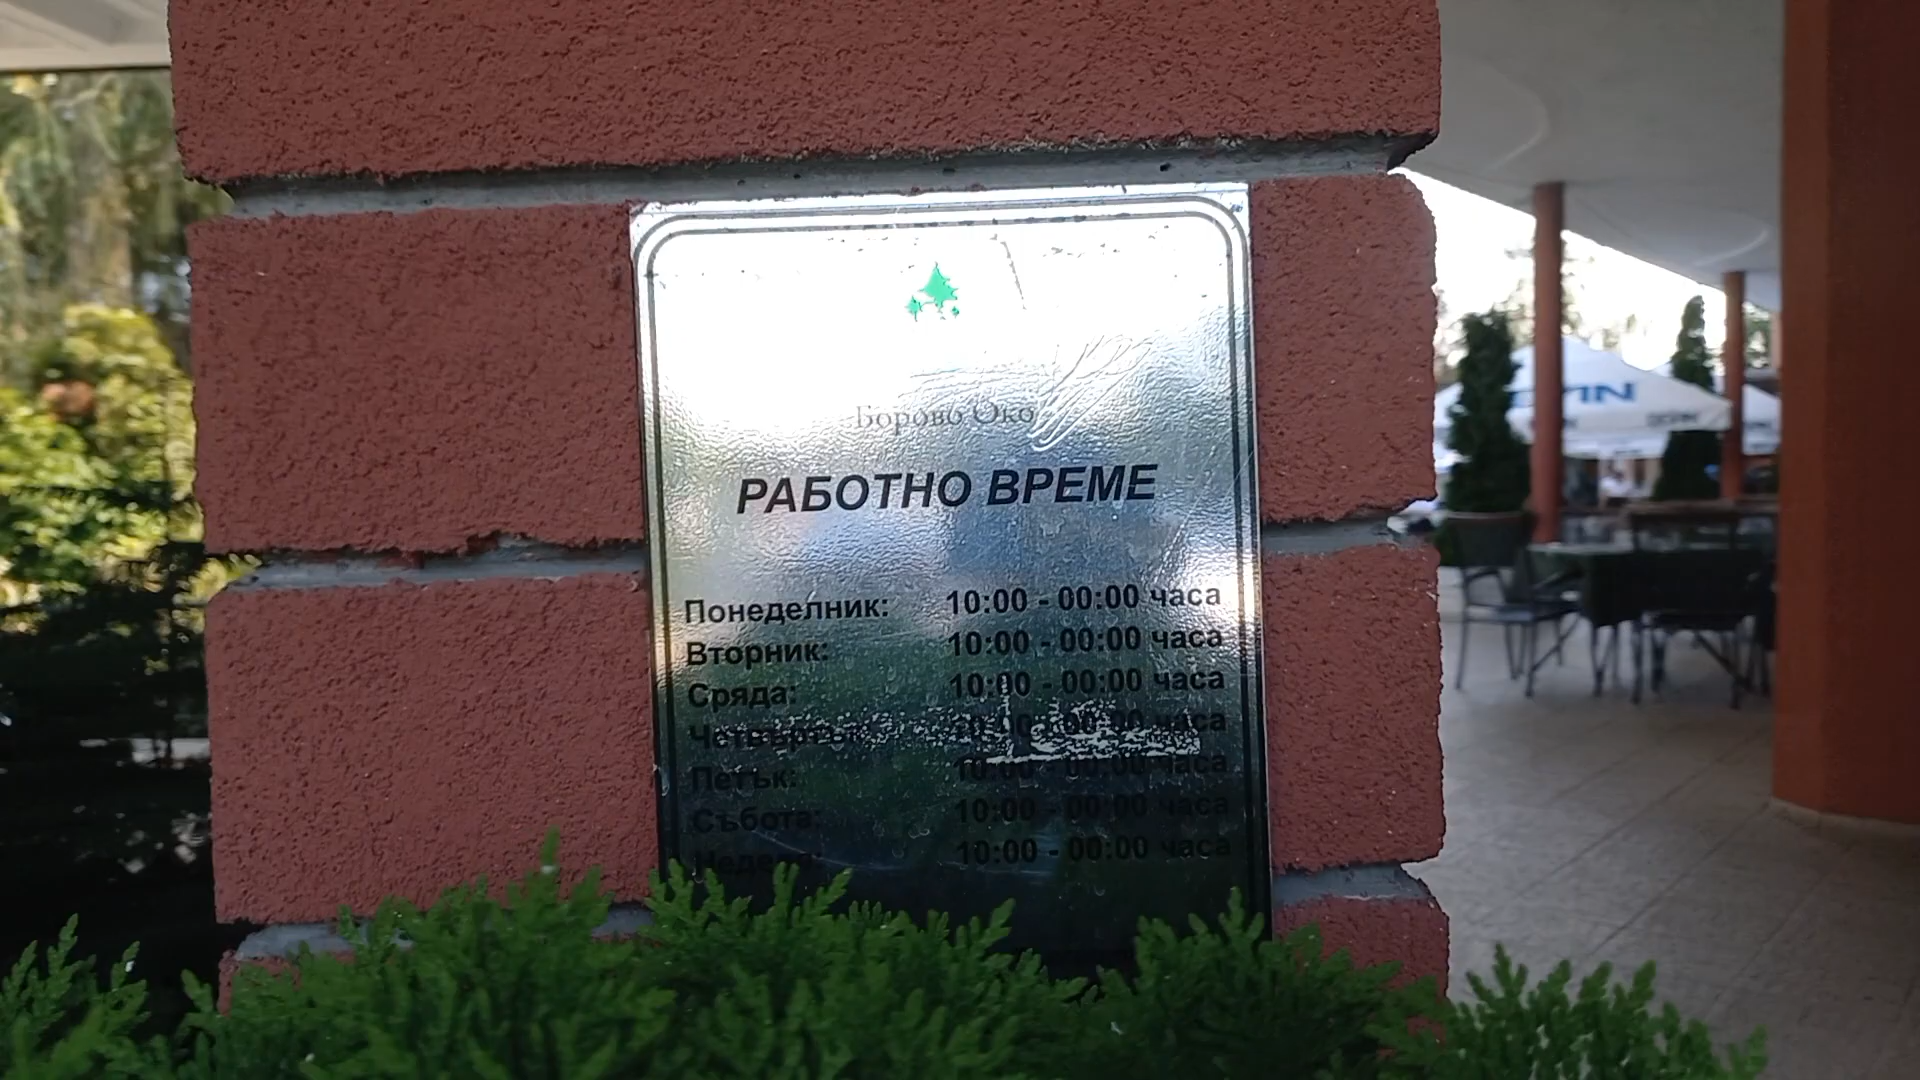 Борово Око
РАБОТНО ВРЕМЕ
Понеделник: 10:00 - 00:00 часа
Вторник: 10:00 - 00:00 часа
Сряда: 10:00 - 00:00 часа
Четвъртък: 10:00 - 00:00 часа
Петък: 10:00 - 00:00 часа
Събота: 10:00 - 00:00 часа
Неделя: 10:00 - 00:00 часа